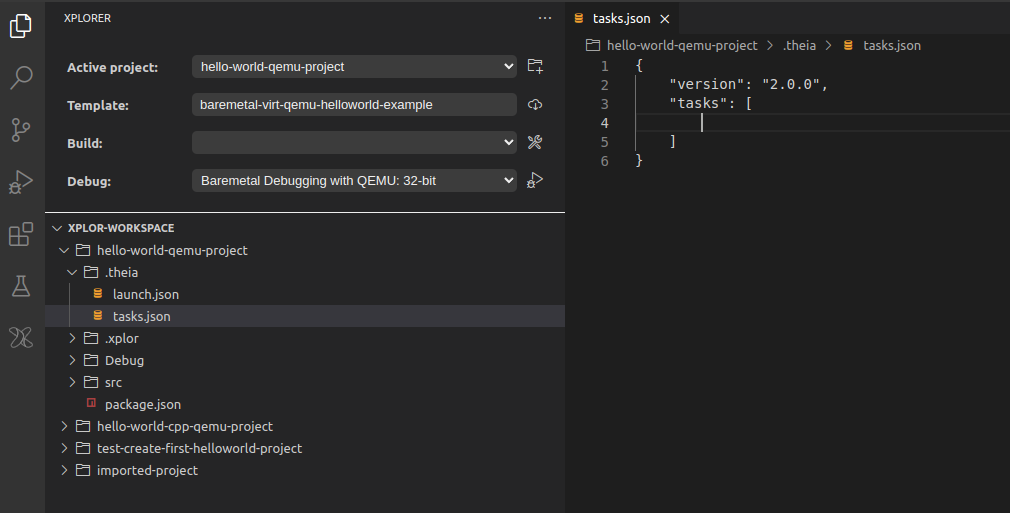 XPLORER
Active project: hello-world-qemu-project
Template: baremetal-virt-qemu-helloworld-example
Build:
Debug: Baremetal Debugging with QEMU: 32-bit
XPLOR-WORKSPACE
hello-world-qemu-project
.theia
launch.json
tasks.json
.xplor
Debug
src
package.json
hello-world-cpp-qemu-project
test-create-first-helloworld-project
imported-project
tasks.json
hello-world-qemu-project > .theia > tasks.json
1 {
2 "version": "2.0.0",
3 "tasks": [
4
5 ]
6 }